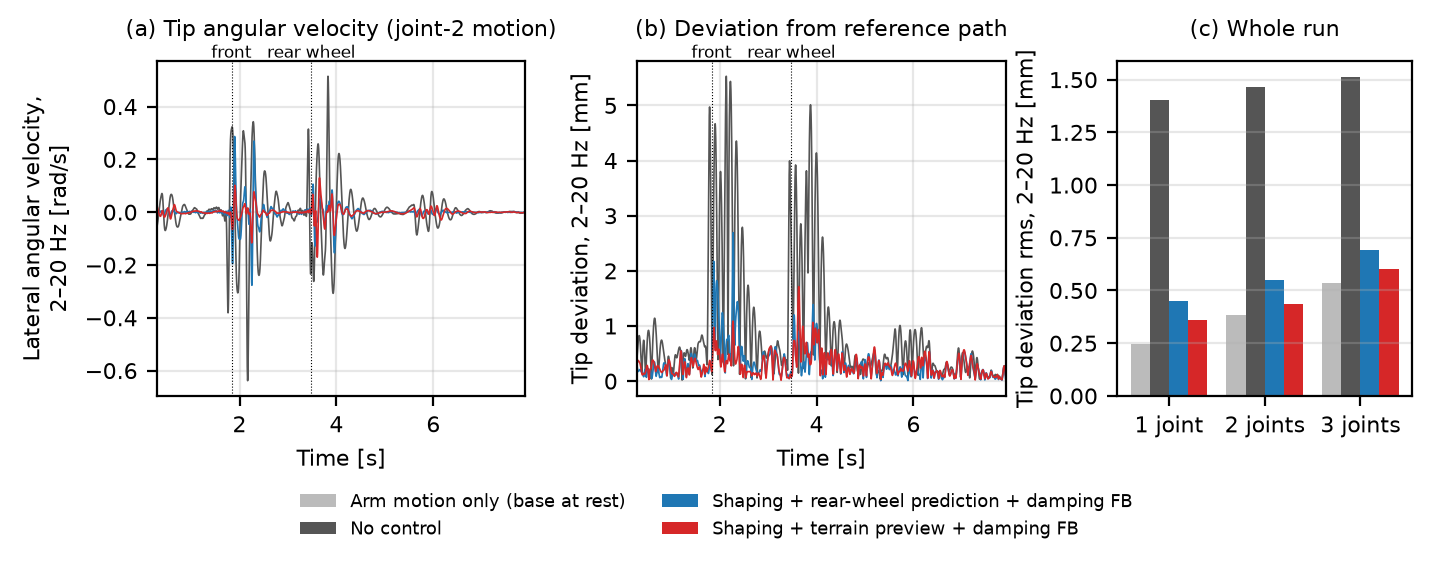 (a) Tip angular velocity (joint-2 motion)
front rear wheel
Lateral angular velocity,
2–20 Hz [rad/s]
0.4
0.2
0.0
−0.2
−0.4
−0.6
2 4 6
Time [s]
(b) Deviation from reference path
front rear wheel
Tip deviation, 2–20 Hz [mm]
5
4
3
2
1
0
2 4 6
Time [s]
(c) Whole run
Tip deviation rms, 2–20 Hz [mm]
1.50
1.25
1.00
0.75
0.50
0.25
0.00
1 joint 2 joints 3 joints
Arm motion only (base at rest)
No control
Shaping + rear-wheel prediction + damping FB
Shaping + terrain preview + damping FB